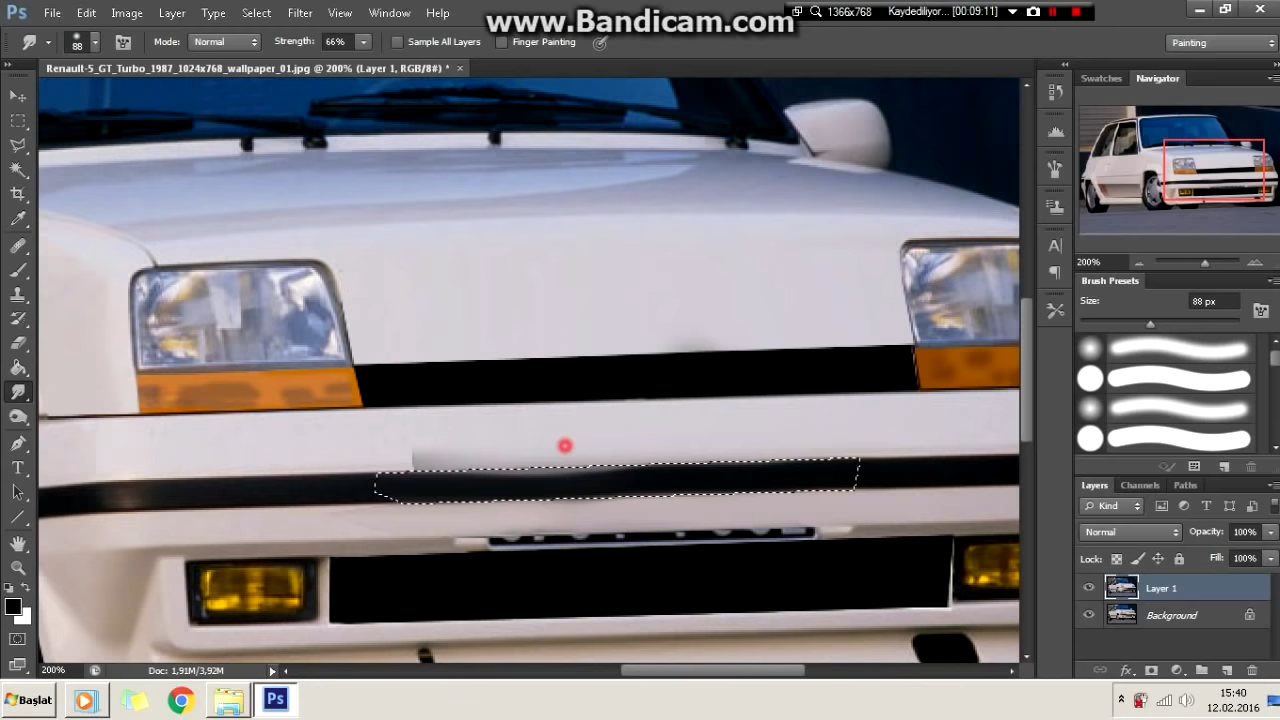 www.Bandicam.com
1366x768 Kaydediliyor... [00:09:11]
Ps File Edit Image Layer Type Select Filter View Window Help
88 Mode: Normal Strength: 66% Sample All Layers Finger Painting Painting
Renault-5_GT_Turbo_1987_1024x768_wallpaper_01.jpg @ 200% (Layer 1, RGB/8#) *
Swatches Navigator
200%
Brush Presets
Size: 88 px
Layers Channels Paths
Kind
Normal Opacity: 100%
Lock: Fill: 100%
Layer 1
Background
200% Doc: 1,91M/3,92M
Başlat Ps
15:40
12.02.2016